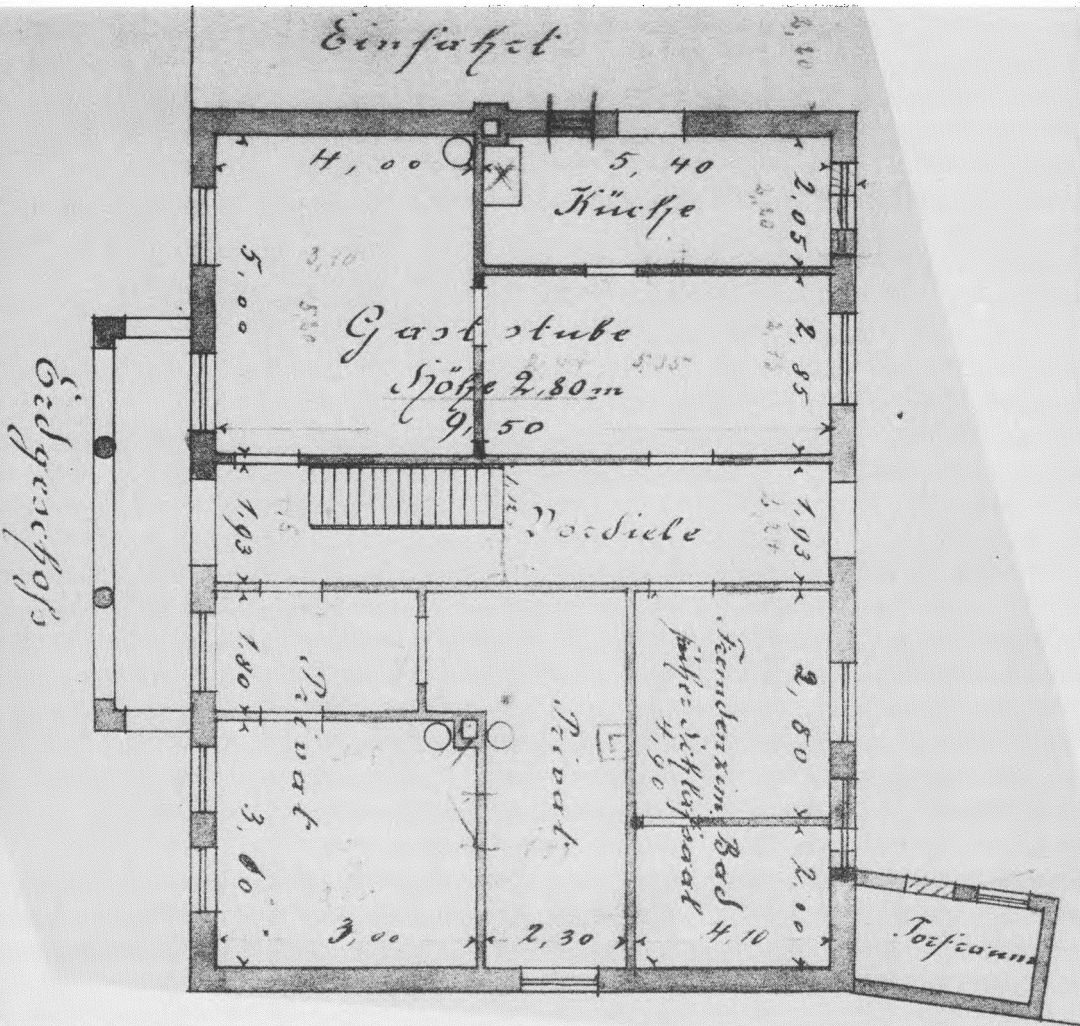 Einfahrt
4,00
5,40
Küche
2,05
5,00
Gaststube
Höhe 2,80 m
9,50
2,85
Erdgeschoß
1,93
Vordiele
1,93
1,80
Privat
Privat
Fremdenzim. Bad
früher Schlafsaal
4,90
2,80
3,60
2,00
3,00
2,30
4,10
Torfraum